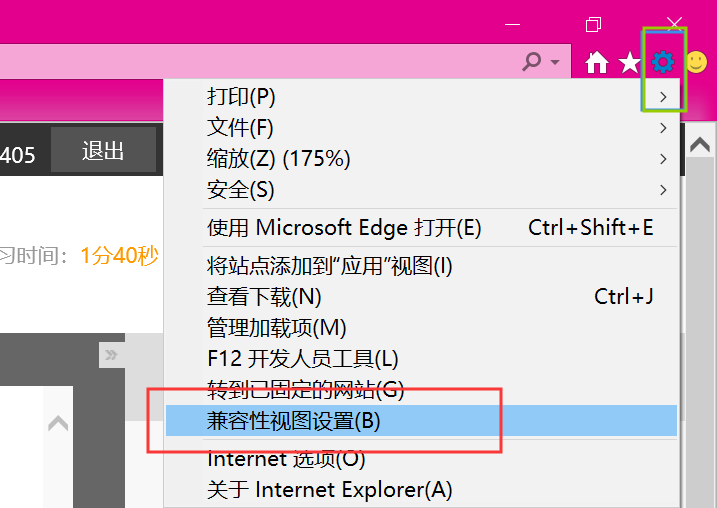 打印(P)
文件(F)
405
退出
缩放(Z) (175%)
安全(S)
使用 Microsoft Edge 打开(E) Ctrl+Shift+E
习时间：1分40秒
将站点添加到“应用”视图(I)
查看下载(N) Ctrl+J
管理加载项(M)
F12 开发人员工具(L)
转到已固定的网站(G)
兼容性视图设置(B)
Internet 选项(O)
关于 Internet Explorer(A)